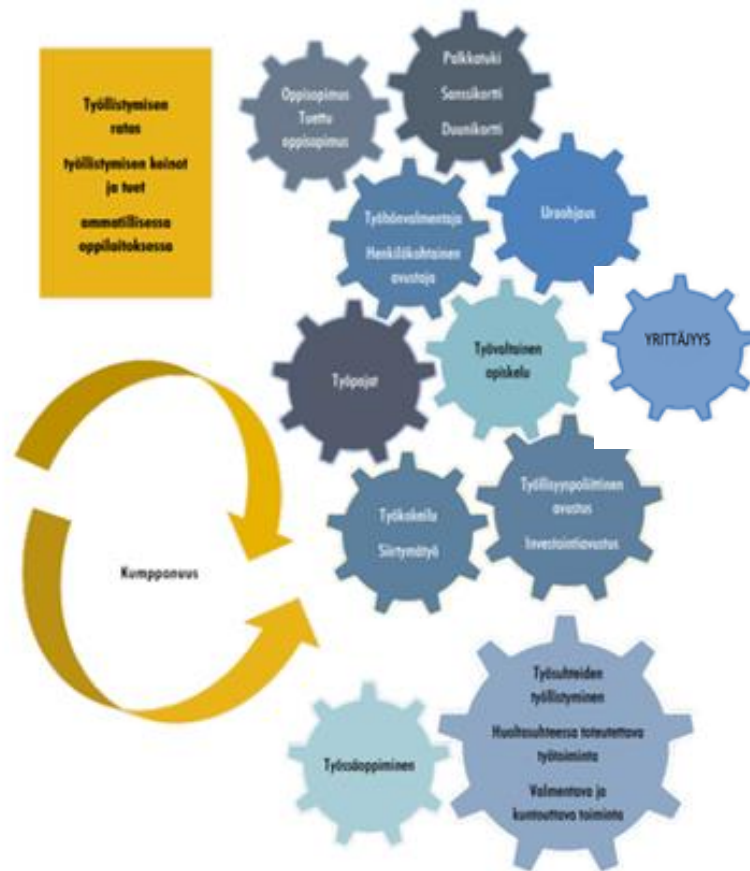 Työllistymisen
ratas
työllistymisen keinot
ja tuet
ammatillisessa
oppilaitoksessa
Oppisopimus
Tuettu
oppisopimus
Palkkatuki
Sanssikortti
Duunikortti
Työhönvalmentaja
Henkilökohtainen
avustaja
Uraohjaus
Työpajat
Työvaltainen
opiskelu
YRITTÄJYYS
Työkokeilu
Siirtymätyö
Työllisyyspoliittinen
avustus
Investointiavustus
Kumppanuus
Työssäoppiminen
Työsuhteiden
työllistyminen
Huoltosuhteessa toteutettava
työtoiminta
Valmentava ja
kuntouttava toiminta